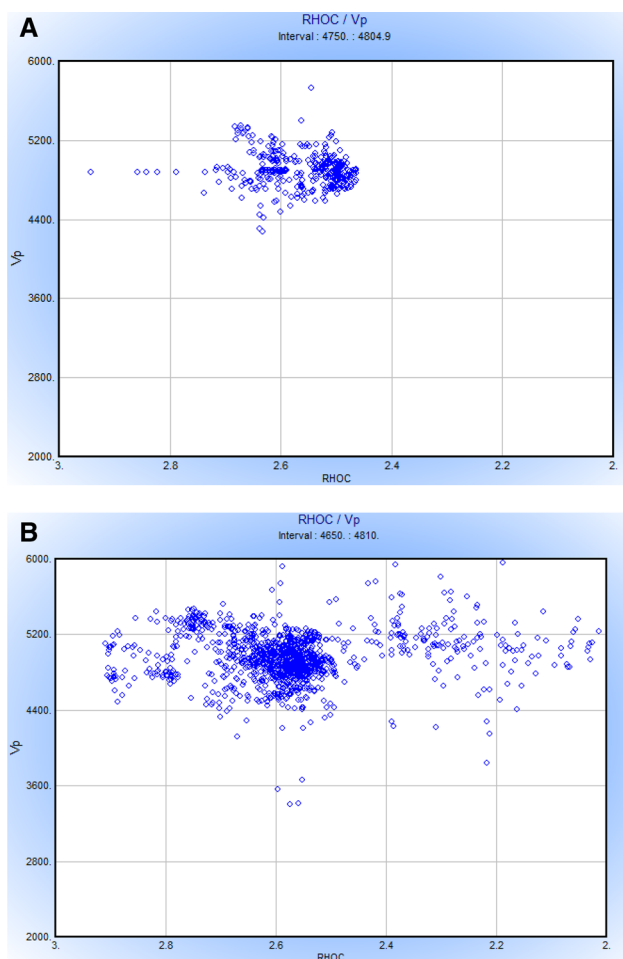 A
RHOC / Vp
Interval : 4750. : 4804.9
6000.
5200.
4400.
Vp
3600.
2800.
2000.
3. 2.8 2.6 2.4 2.2 2.
RHOC
B
RHOC / Vp
Interval : 4650. : 4810.
6000.
5200.
4400.
Vp
3600.
2800.
2000.
3. 2.8 2.6 2.4 2.2 2.
RHOC